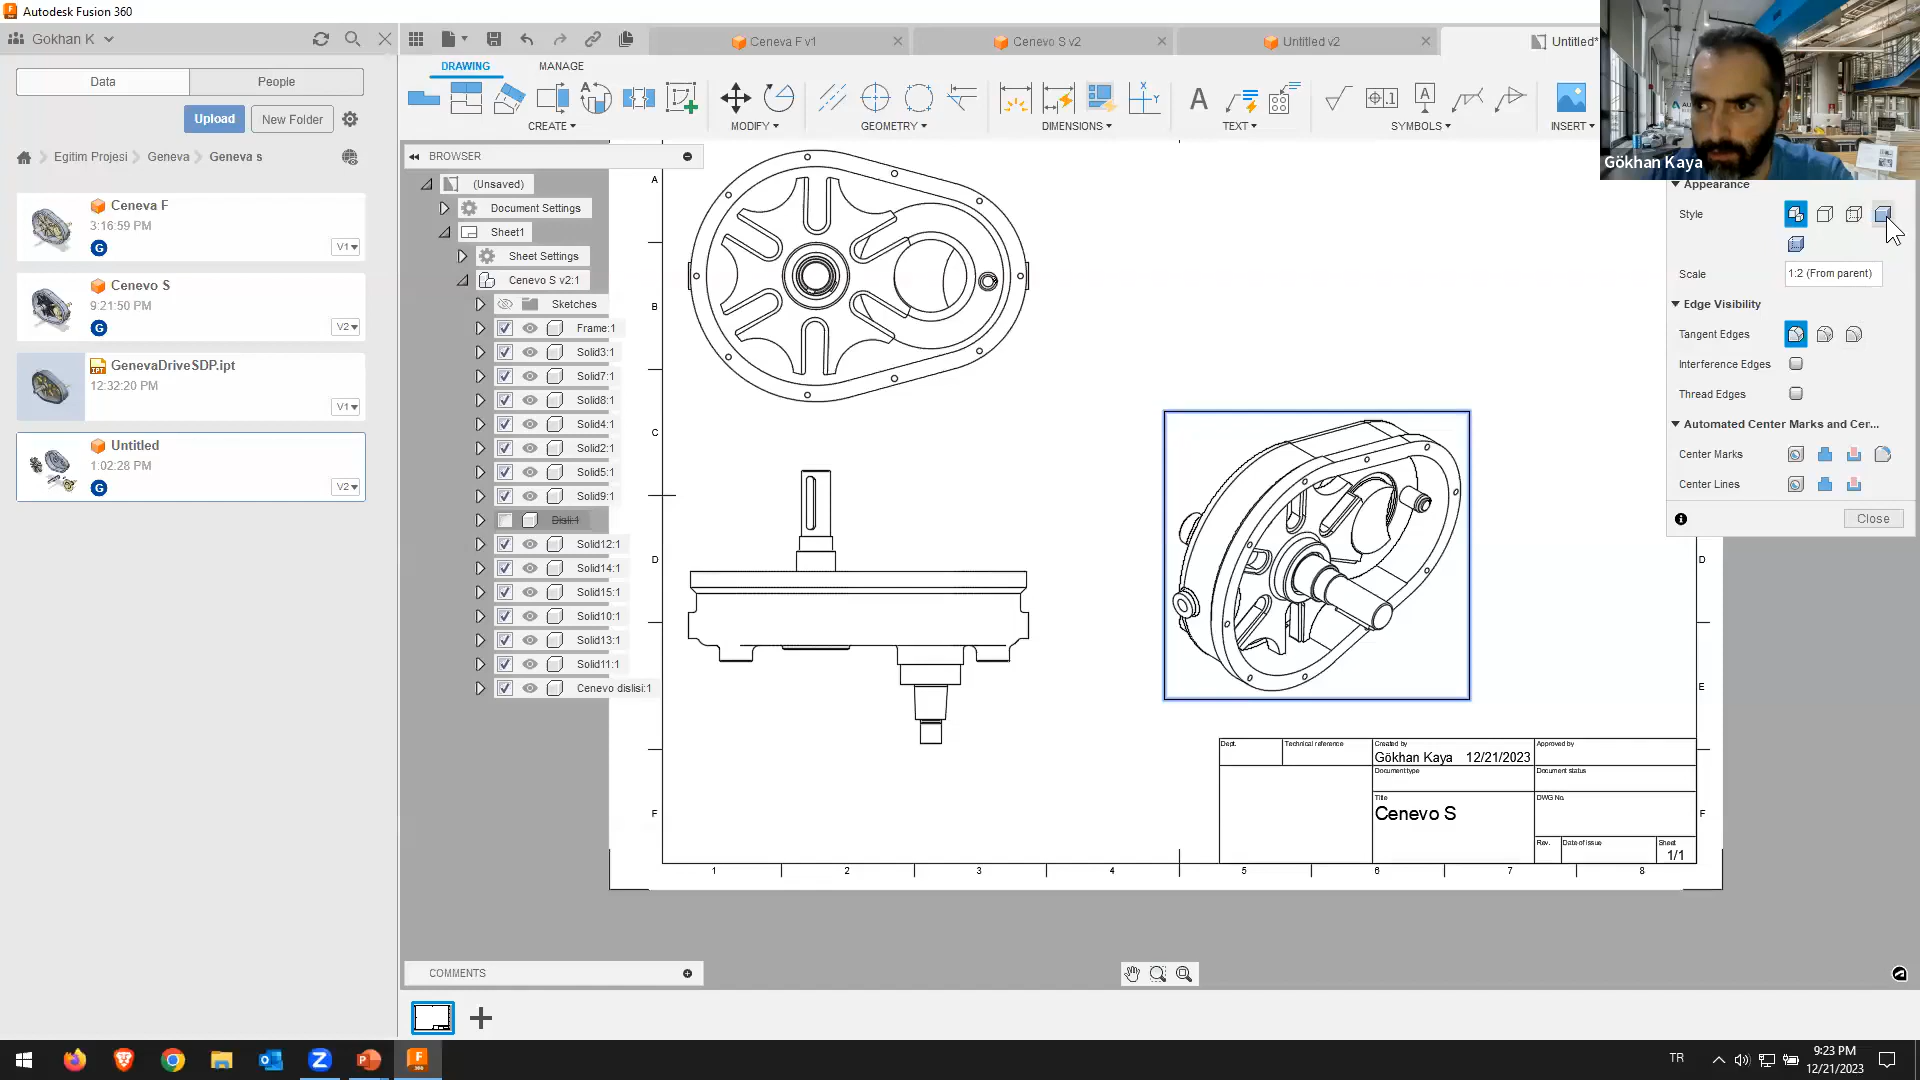 Autodesk Fusion 360
Gokhan K
Ceneva F v1
Cenevo S v2
Untitled v2
Untitled*
Data
People
DRAWING
MANAGE
Upload
New Folder
CREATE
MODIFY
GEOMETRY
DIMENSIONS
TEXT
SYMBOLS
INSERT
Gökhan Kaya
Egitim Projesi
Geneva
Geneva s
BROWSER
Ceneva F
3:16:59 PM
G
V1
Cenevo S
9:21:50 PM
G
V2
GenevaDriveSDP.ipt
12:32:20 PM
V1
Untitled
1:02:28 PM
G
V2
(Unsaved)
Document Settings
Sheet1
Sheet Settings
Cenevo S v2:1
Sketches
Frame:1
Solid3:1
Solid7:1
Solid8:1
Solid4:1
Solid2:1
Solid5:1
Solid9:1
Disli:1
Solid12:1
Solid14:1
Solid15:1
Solid10:1
Solid13:1
Solid11:1
Cenevo dislisi:1
A
B
C
D
E
F
D
E
F
1
2
3
4
5
6
7
8
Dept.
Technical reference
Created by
Gökhan Kaya 12/21/2023
Approved by
Document type
Document status
Title
Cenevo S
DWG No.
Rev.
Date of issue
Sheet
1/1
Appearance
Style
Scale
1:2 (From parent)
Edge Visibility
Tangent Edges
Interference Edges
Thread Edges
Automated Center Marks and Cer...
Center Marks
Center Lines
Close
COMMENTS
TR
9:23 PM
12/21/2023